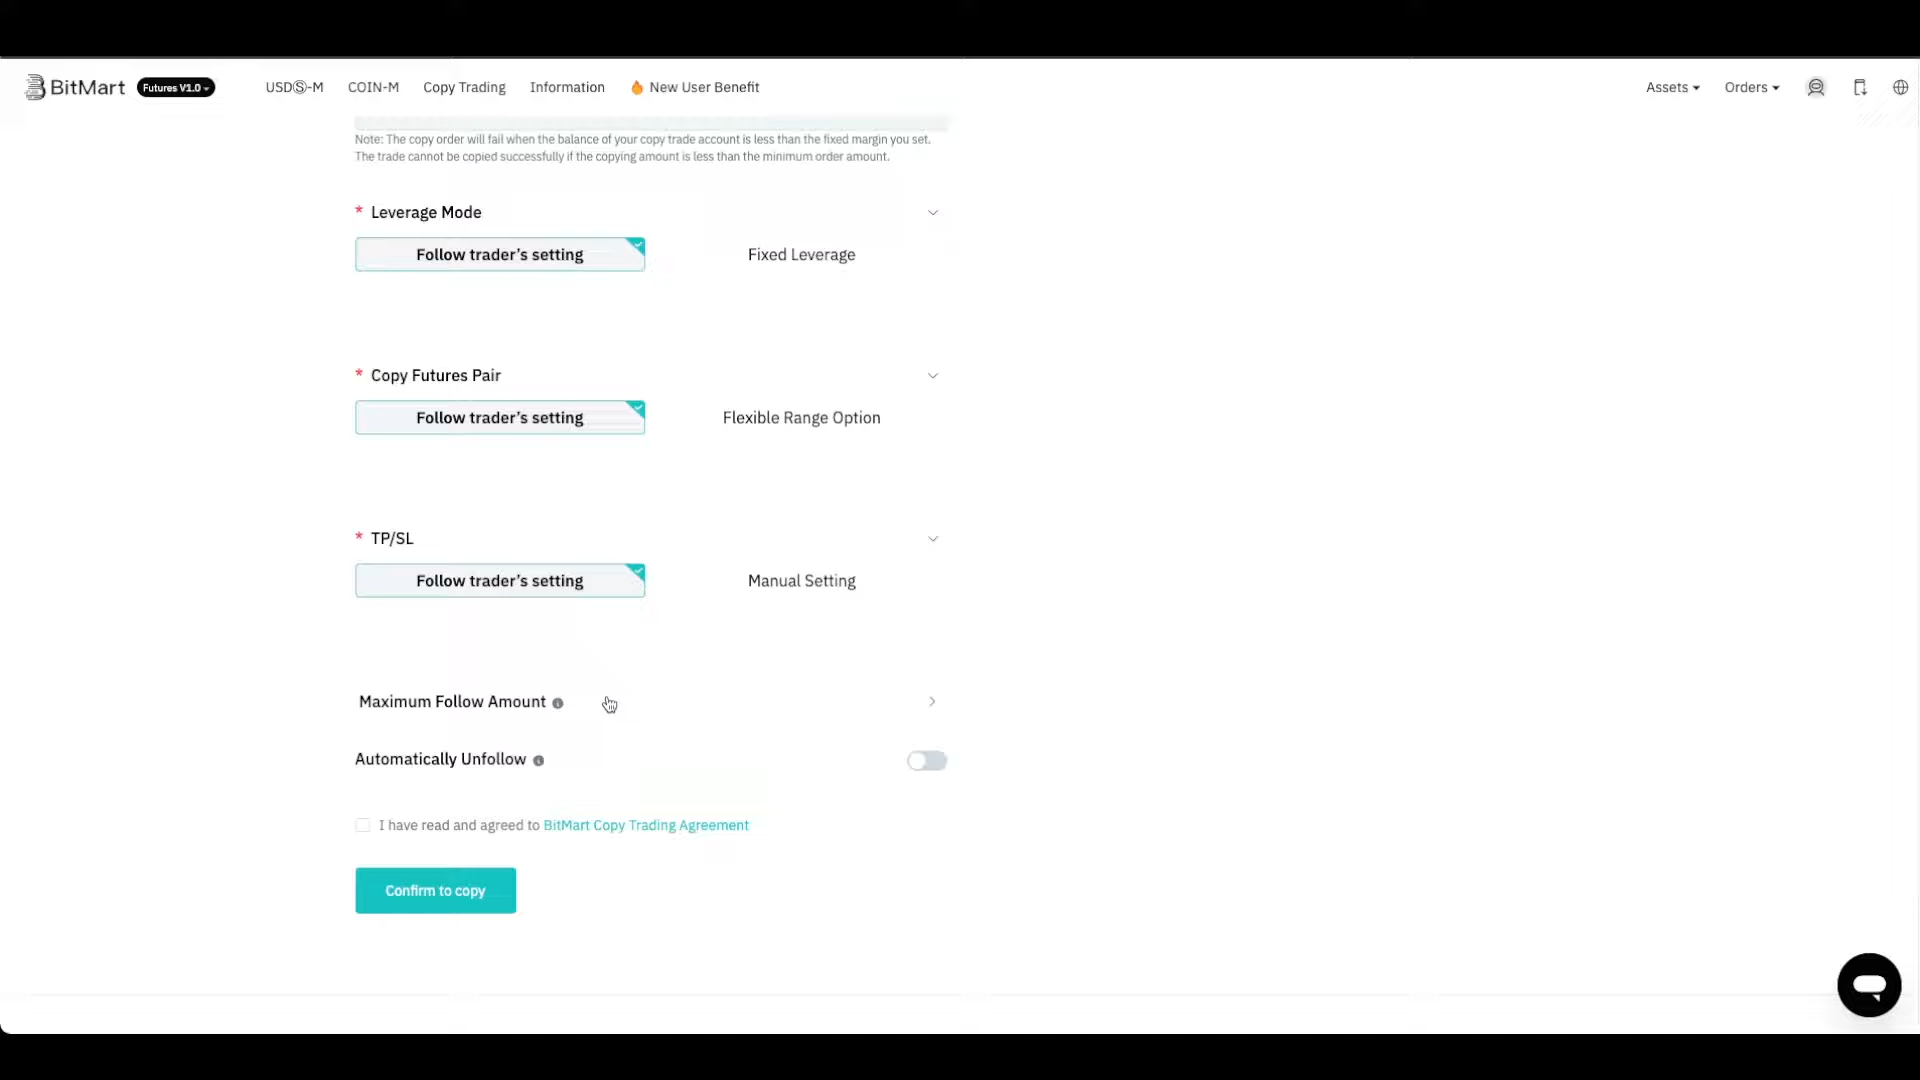 BitMart Futures V1.0 USDⓈ-M COIN-M Copy Trading Information New User Benefit Assets Orders
Note: The copy order will fail when the balance of your copy trade account is less than the fixed margin you set.
The trade cannot be copied successfully if the copying amount is less than the minimum order amount.
* Leverage Mode
Follow trader’s setting Fixed Leverage
* Copy Futures Pair
Follow trader’s setting Flexible Range Option
* TP/SL
Follow trader’s setting Manual Setting
Maximum Follow Amount
Automatically Unfollow
I have read and agreed to BitMart Copy Trading Agreement
Confirm to copy